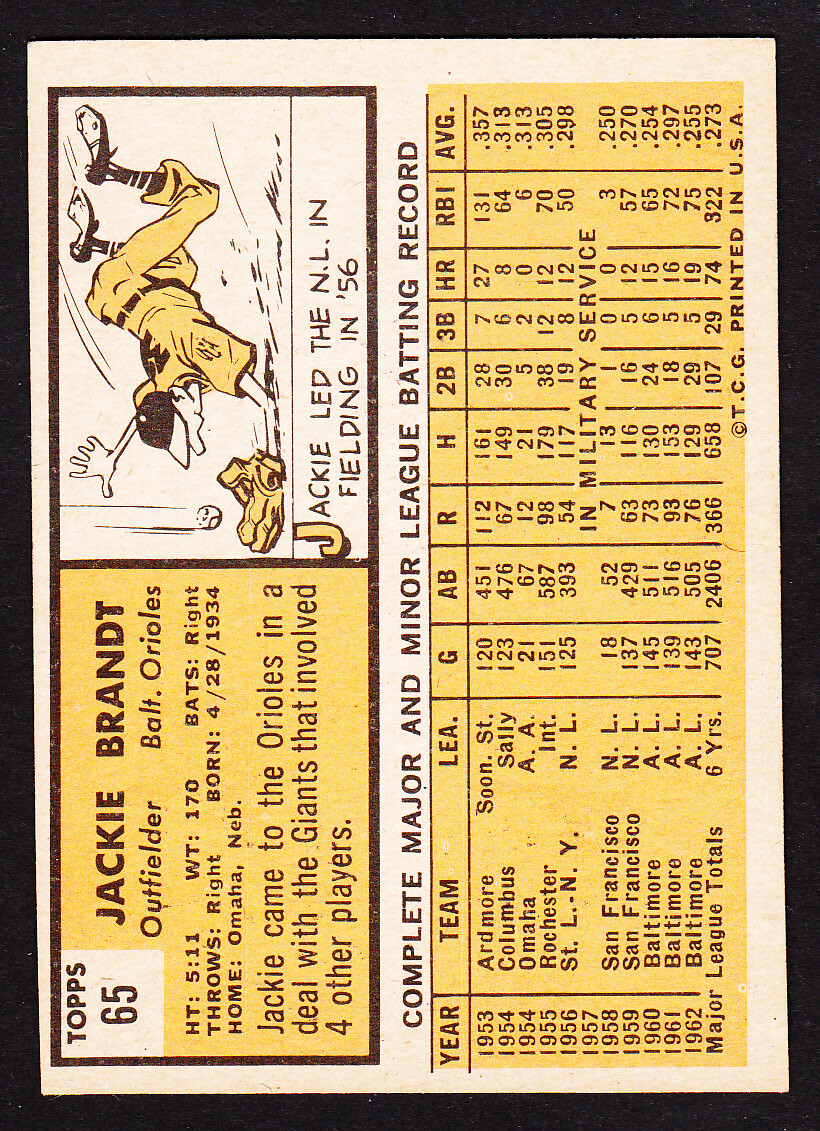 TOPPS
65
JACKIE BRANDT
Outfielder Balt. Orioles
HT: 5:11 WT: 170 BATS: Right
THROWS: Right BORN: 4/28/1934
HOME: Omaha, Neb.
Jackie came to the Orioles in a
deal with the Giants that involved
4 other players.
JACKIE LED THE N.L. IN
FIELDING IN '56
COMPLETE MAJOR AND MINOR LEAGUE BATTING RECORD
YEAR TEAM LEA. G AB R H 2B 3B HR RBI AVG.
1953 Ardmore Soon. St. 120 451 112 161 28 7 27 131 .357
1954 Columbus Sally 123 476 67 149 30 6 8 64 .313
1954 Omaha A. A. 21 67 12 21 5 2 0 6 .313
1955 Rochester Int. 151 587 98 179 38 12 12 70 .305
1956 St. L.-N. Y. N. L. 125 393 54 117 19 8 12 50 .298
1957 IN MILITARY SERVICE
1958 San Francisco N. L. 18 52 7 13 1 0 0 3 .250
1959 San Francisco N. L. 137 429 63 116 16 5 12 57 .270
1960 Baltimore A. L. 145 511 73 130 24 6 15 65 .254
1961 Baltimore A. L. 139 516 93 153 18 5 16 72 .297
1962 Baltimore A. L. 143 505 76 129 29 5 19 75 .255
Major League Totals 6 Yrs. 707 2406 366 658 107 29 74 322 .273
©T.C.G. PRINTED IN U.S.A.